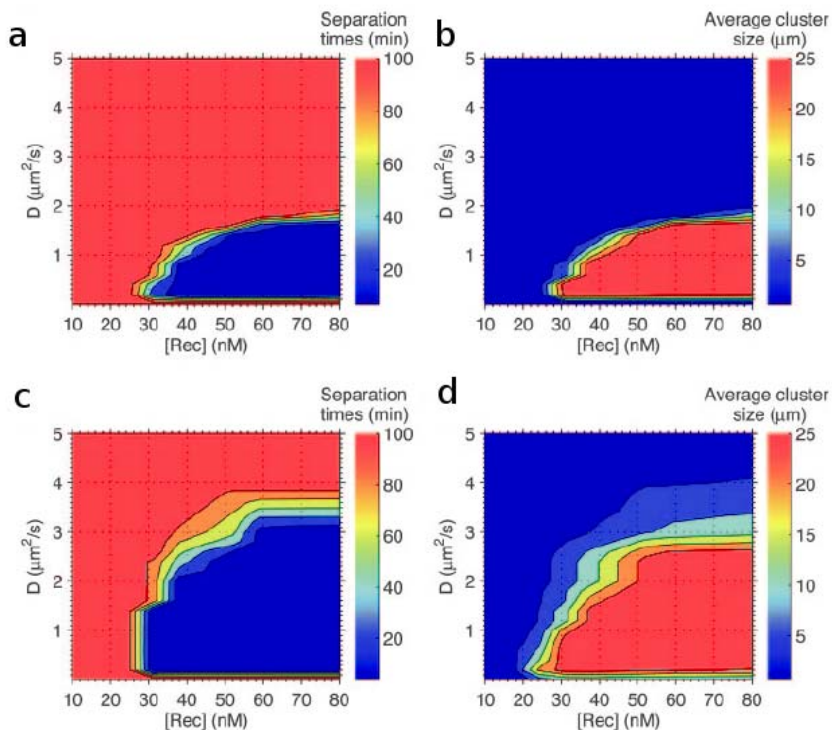 a
Separation
times (min)
5
4
3
2
1
D (μm²/s)
10 20 30 40 50 60 70 80
[Rec] (nM)
100
80
60
40
20
b
Average cluster
size (μm)
5
4
3
2
1
D (μm²/s)
10 20 30 40 50 60 70 80
[Rec] (nM)
25
20
15
10
5
c
Separation
times (min)
5
4
3
2
1
D (μm²/s)
10 20 30 40 50 60 70 80
[Rec] (nM)
100
80
60
40
20
d
Average cluster
size (μm)
5
4
3
2
1
D (μm²/s)
10 20 30 40 50 60 70 80
[Rec] (nM)
25
20
15
10
5